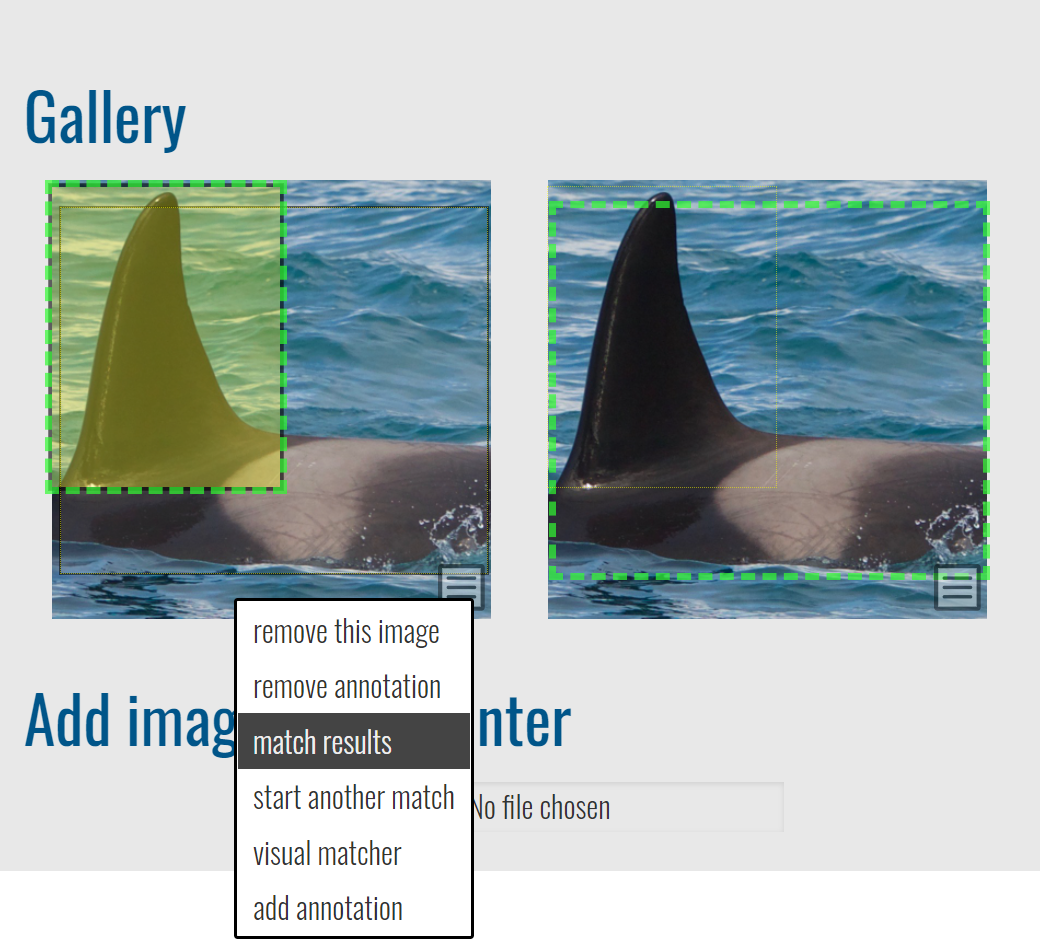 Gallery
remove this image
remove annotation
match results
start another match
visual matcher
add annotation
Add imag nter
No file chosen